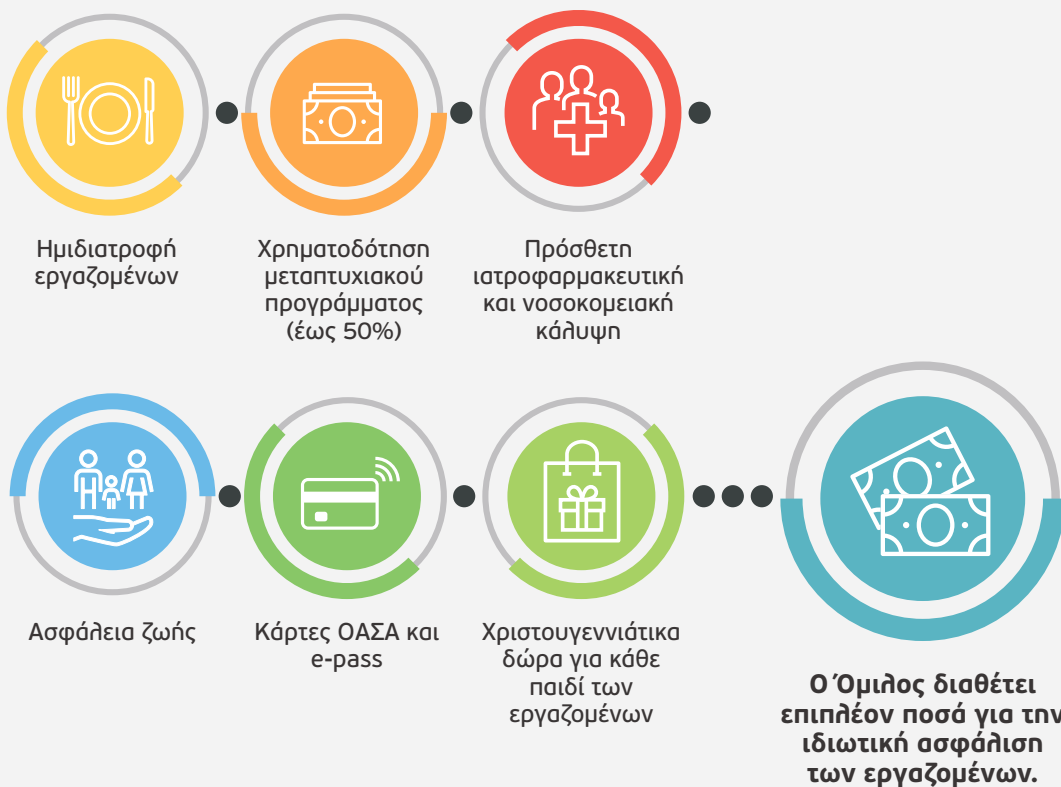 Ημιδιατροφή
εργαζομένων
Χρηματοδότηση
μεταπτυχιακού
προγράμματος
(έως 50%)
Πρόσθετη
ιατροφαρμακευτική
και νοσοκομειακή
κάλυψη
Ασφάλεια ζωής
Κάρτες ΟΑΣΑ και
e-pass
Χριστουγεννιάτικα
δώρα για κάθε
παιδί των
εργαζομένων
Ο Όμιλος διαθέτει
επιπλέον ποσά για την
ιδιωτική ασφάλιση
των εργαζομένων.